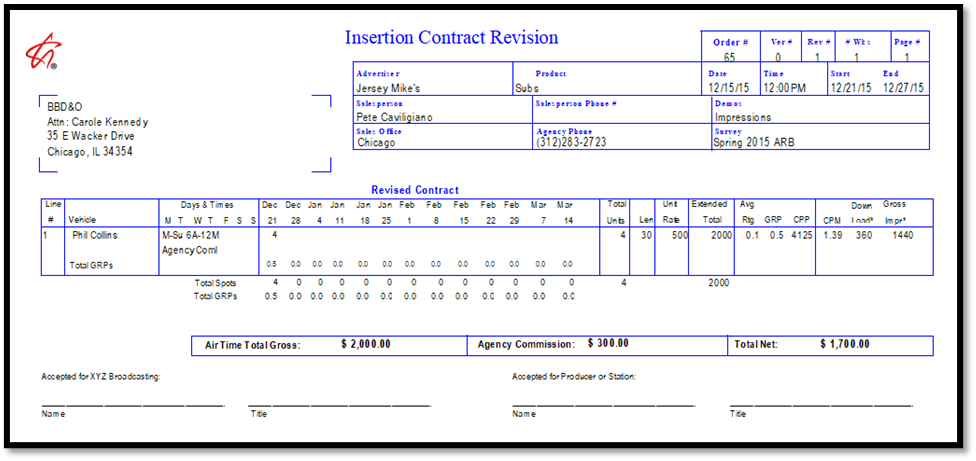 Insertion Contract Revision
Order # Ver # Rev # # Wks Page #
65 0 1 1 1
Advertiser Product Date Time Start End
Jersey Mike's Subs 12/15/15 12:00PM 12/21/15 12/27/15
Salesperson Salesperson Phone # Demos
Pete Caviligiano Impressions
Sales Office Agency Phone Survey
Chicago (312)283-2723 Spring 2015 ARB
®
BBD&O
Attn: Carole Kennedy
35 E Wacker Drive
Chicago, IL 34354
Revised Contract
Line Days & Times Dec Dec Jan Jan Jan Jan Feb Feb Feb Feb Feb Mar Mar Total Unit Extended Avg Down Gross
# Vehicle M T W T F S S 21 28 4 11 18 25 1 8 15 22 29 7 14 Units Len Rate Total Rtg GRP CPP CPM Load* Impr*
1 Phil Collins M-Su 6A-12M 4 4 30 500 2000 0.1 0.5 4125 1.39 360 1440
Agency Coml
Total GRPs 0.5 0.0 0.0 0.0 0.0 0.0 0.0 0.0 0.0 0.0 0.0 0.0 0.0
Total Spots 4 0 0 0 0 0 0 0 0 0 0 0 0 4 2000
Total GRPs 0.5 0.0 0.0 0.0 0.0 0.0 0.0 0.0 0.0 0.0 0.0 0.0 0.0
Air Time Total Gross: $ 2,000.00 Agency Commission: $ 300.00 Total Net: $ 1,700.00
Accepted for XYZ Broadcasting: Accepted for Producer or Station:
Name Title Name Title